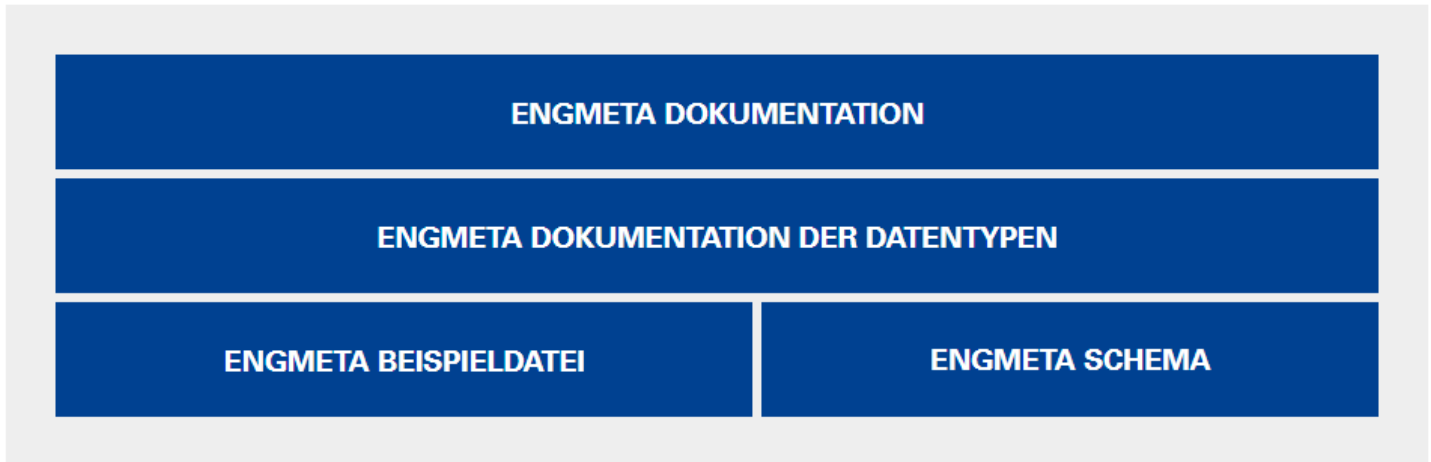 ENGMETA DOKUMENTATION
ENGMETA DOKUMENTATION DER DATENTYPEN
ENGMETA BEISPIELDATEI
ENGMETA SCHEMA